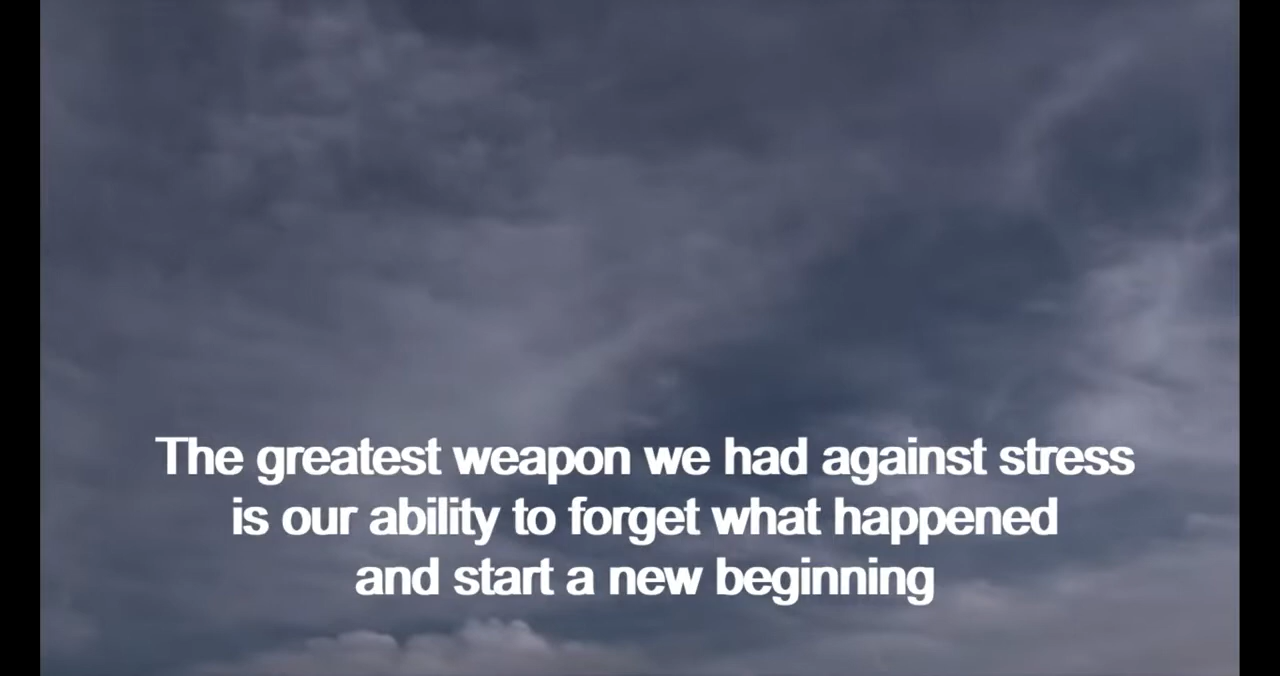 The greatest weapon we had against stress
is our ability to forget what happened
and start a new beginning